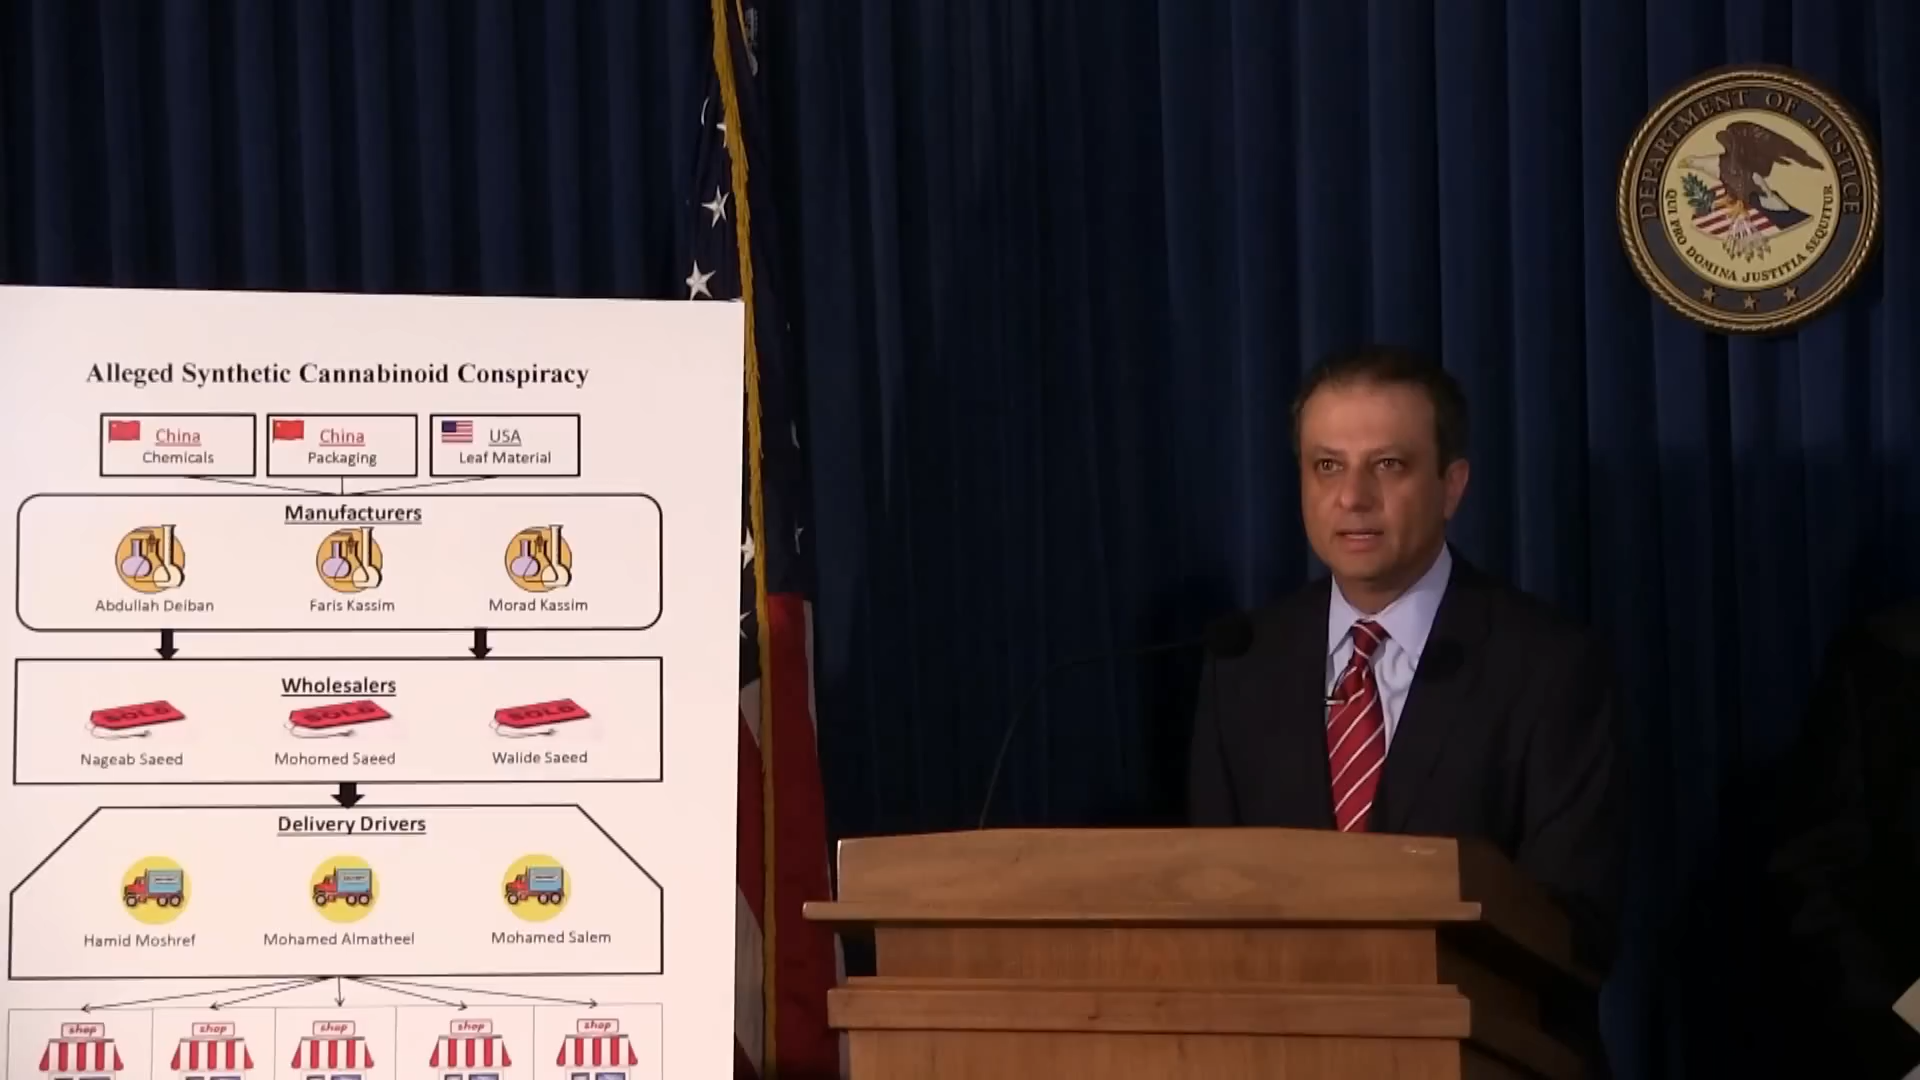 Alleged Synthetic Cannabinoid Conspiracy
China
Chemicals
China
Packaging
USA
Leaf Material
Manufacturers
Abdullah Deiban
Faris Kassim
Morad Kassim
Wholesalers
SOLD
SOLD
SOLD
Nageab Saeed
Mohomed Saeed
Walide Saeed
Delivery Drivers
Hamid Moshref
Mohamed Almatheel
Mohamed Salem
shop
shop
shop
shop
shop
DEPARTMENT OF JUSTICE
QUI PRO DOMINA JUSTITIA SEQUITUR